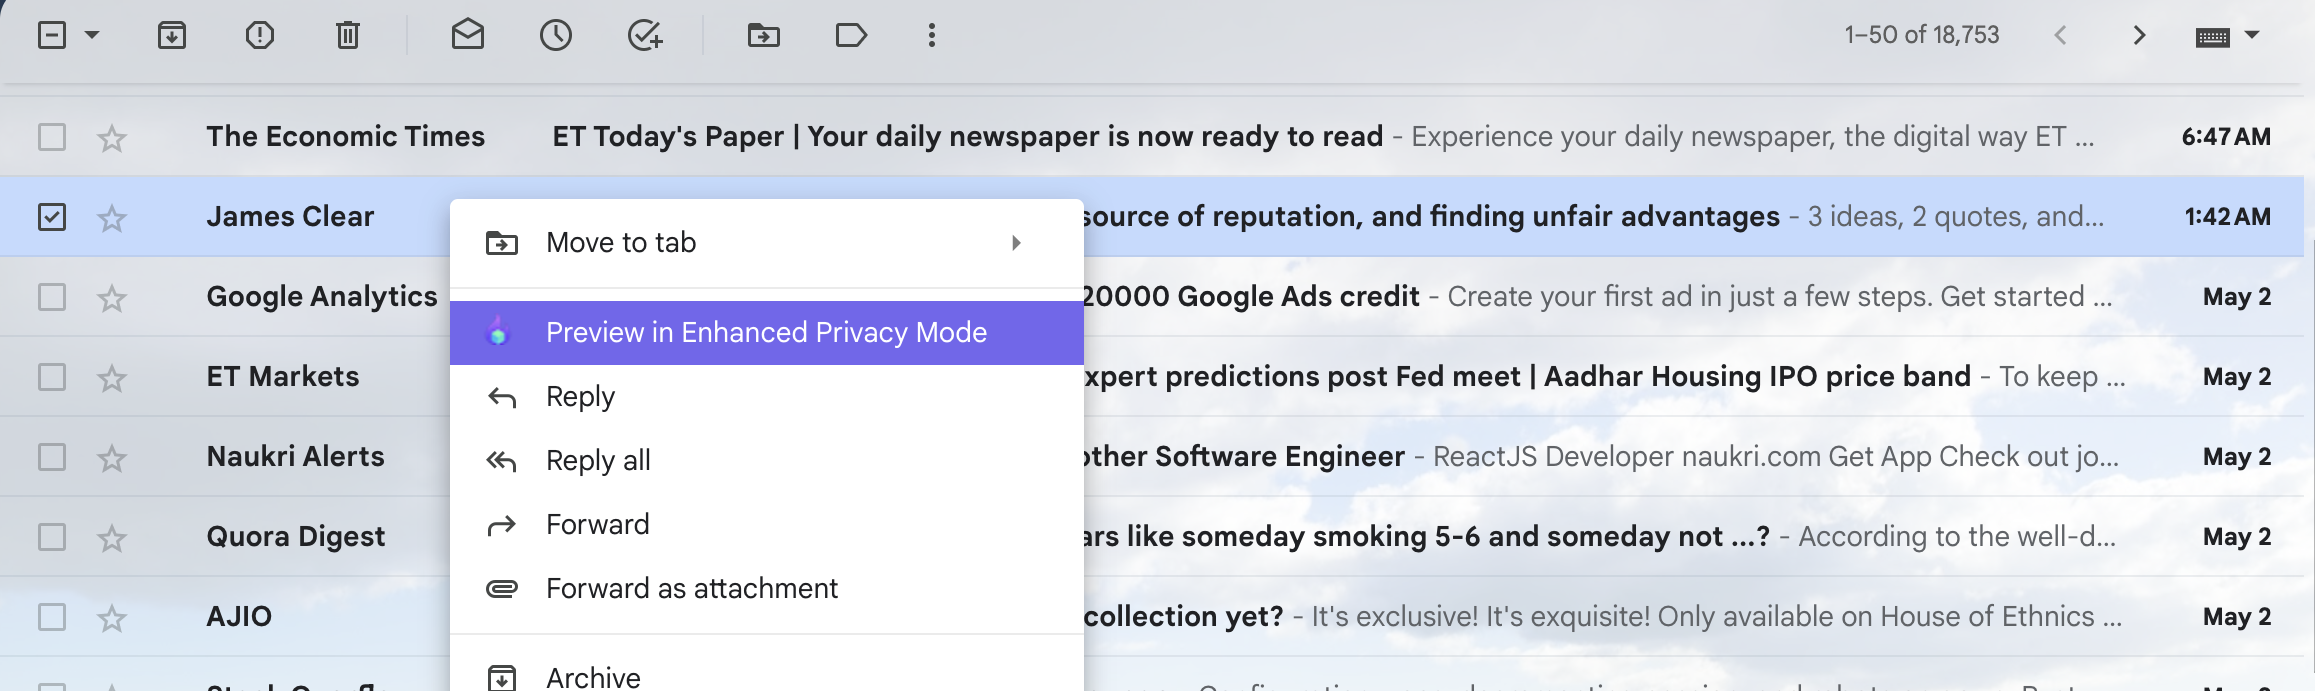 1–50 of 18,753
The Economic Times ET Today's Paper | Your daily newspaper is now ready to read - Experience your daily newspaper, the digital way ET ... 6:47 AM
James Clear source of reputation, and finding unfair advantages - 3 ideas, 2 quotes, and... 1:42 AM
Move to tab
Google Analytics 20000 Google Ads credit - Create your first ad in just a few steps. Get started ... May 2
Preview in Enhanced Privacy Mode
ET Markets xpert predictions post Fed meet | Aadhar Housing IPO price band - To keep ... May 2
Reply
Naukri Alerts other Software Engineer - ReactJS Developer naukri.com Get App Check out jo... May 2
Reply all
Quora Digest ars like someday smoking 5-6 and someday not ...? - According to the well-d... May 2
Forward
Forward as attachment
AJIO collection yet? - It's exclusive! It's exquisite! Only available on House of Ethnics ... May 2
Archive